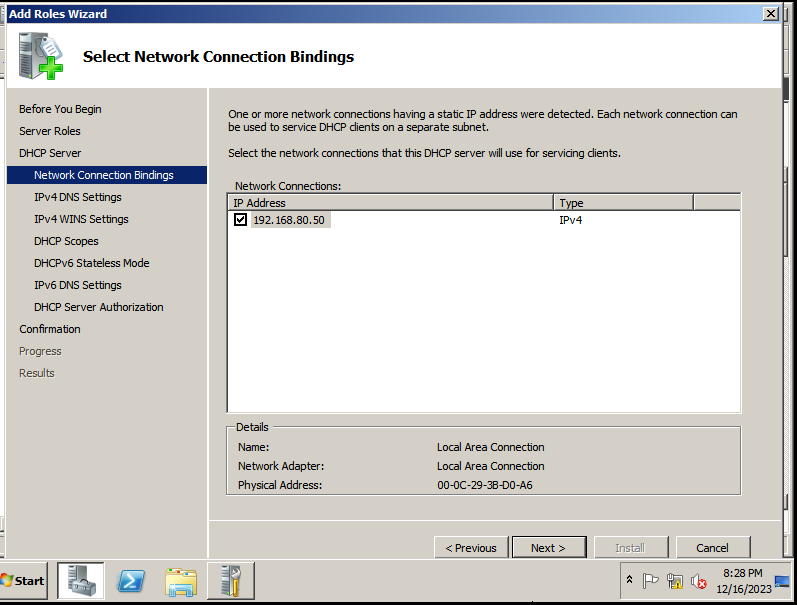 Add Roles Wizard
Select Network Connection Bindings
Before You Begin
Server Roles
DHCP Server
Network Connection Bindings
IPv4 DNS Settings
IPv4 WINS Settings
DHCP Scopes
DHCPv6 Stateless Mode
IPv6 DNS Settings
DHCP Server Authorization
Confirmation
Progress
Results
One or more network connections having a static IP address were detected. Each network connection can
be used to service DHCP clients on a separate subnet.
Select the network connections that this DHCP server will use for servicing clients.
Network Connections:
IP Address Type
192.168.80.50 IPv4
Details
Name: Local Area Connection
Network Adapter: Local Area Connection
Physical Address: 00-0C-29-3B-D0-A6
< Previous Next > Install Cancel
Start
8:28 PM
12/16/2023